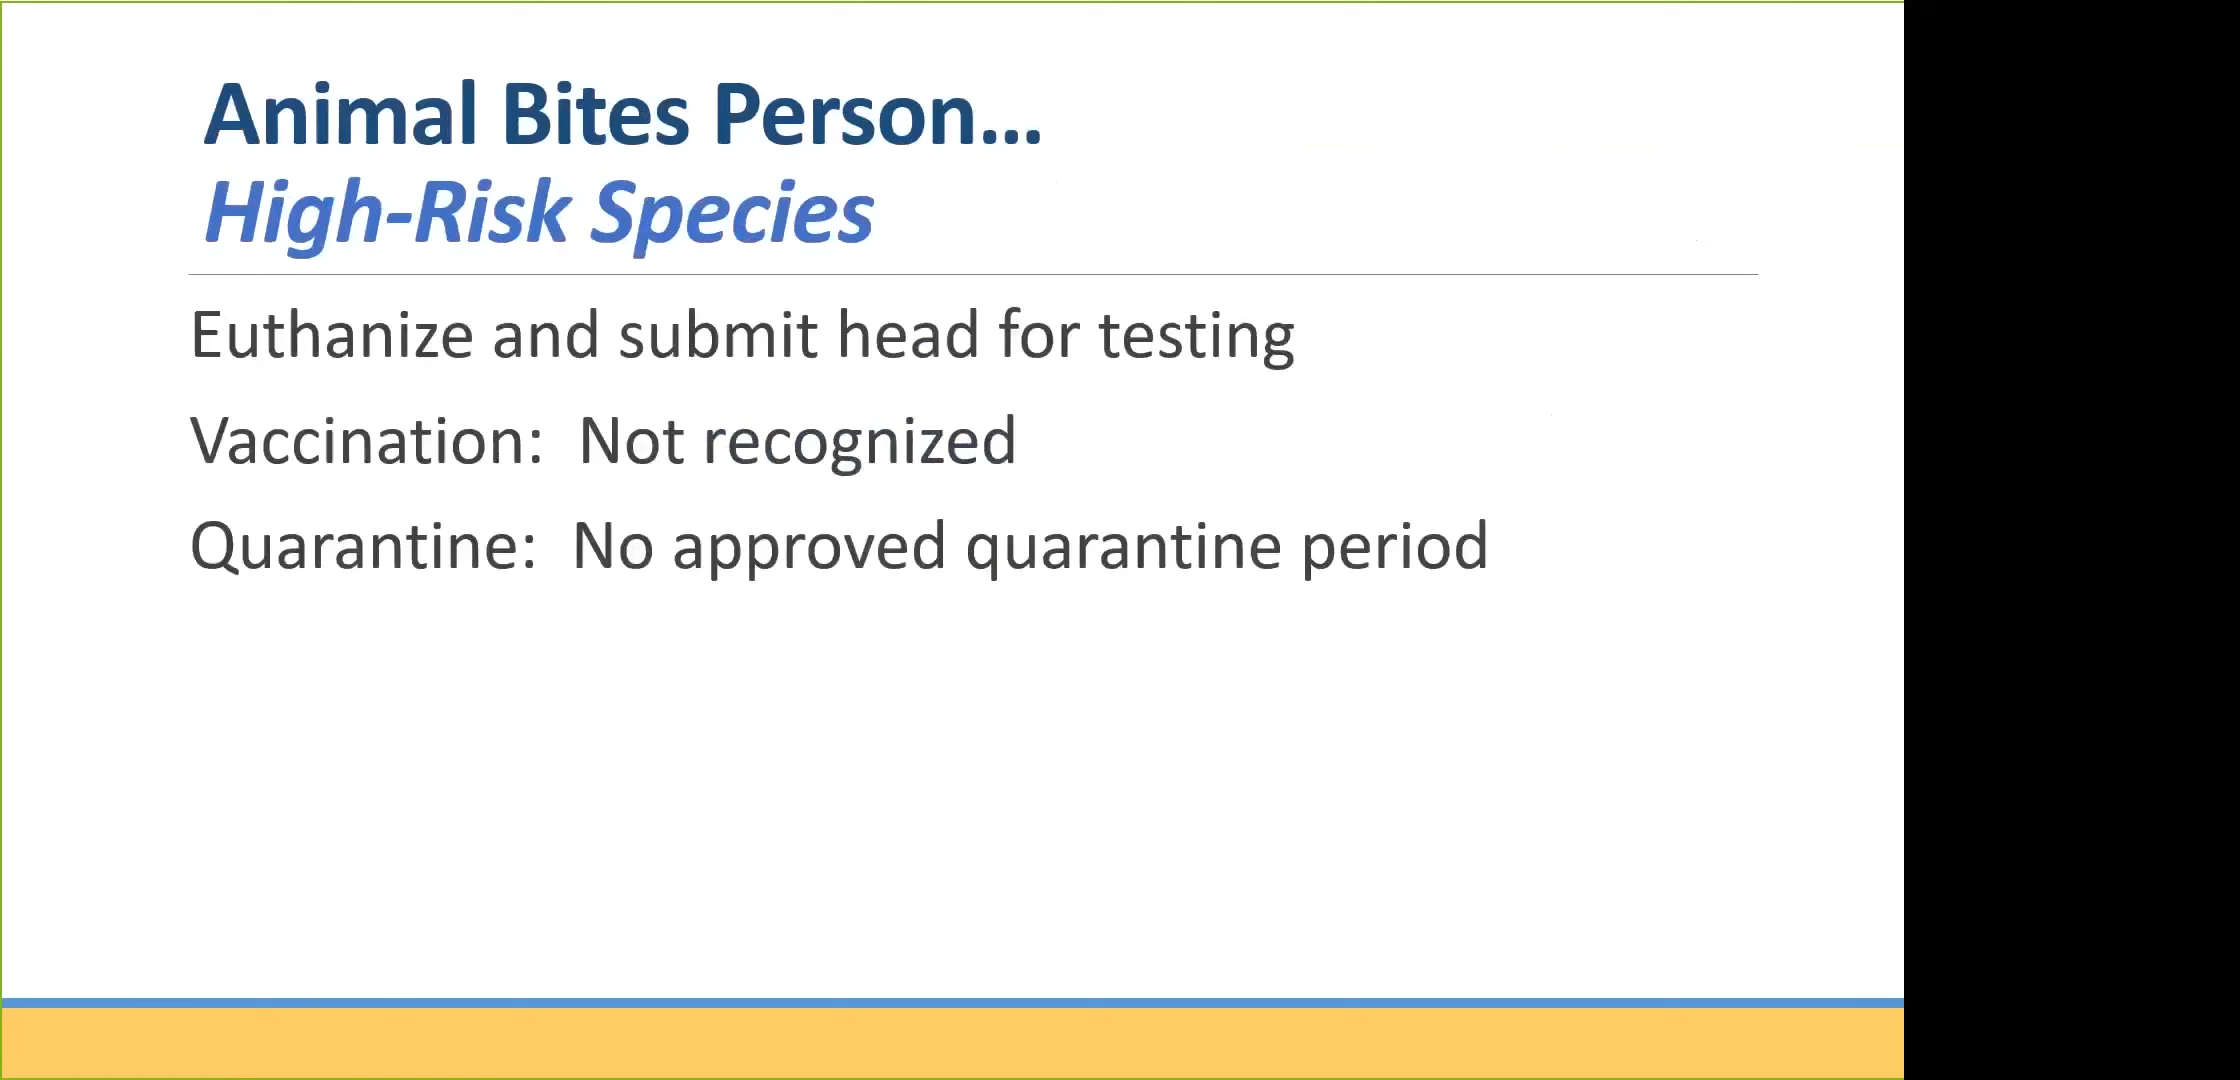 Animal Bites Person…
High-Risk Species
Euthanize and submit head for testing
Vaccination:  Not recognized
Quarantine:  No approved quarantine period